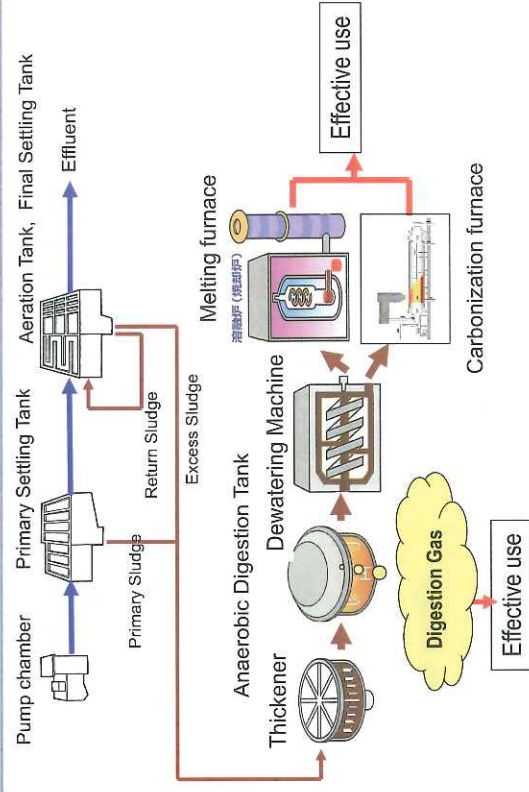 Pump chamber
Primary Settling Tank
Aeration Tank, Final Settling Tank
Effluent
Primary Sludge
Return Sludge
Excess Sludge
Thickener
Anaerobic Digestion Tank
Dewatering Machine
Melting furnace
溶融炉(焼却炉)
Carbonization furnace
Effective use
Digestion Gas
Effective use